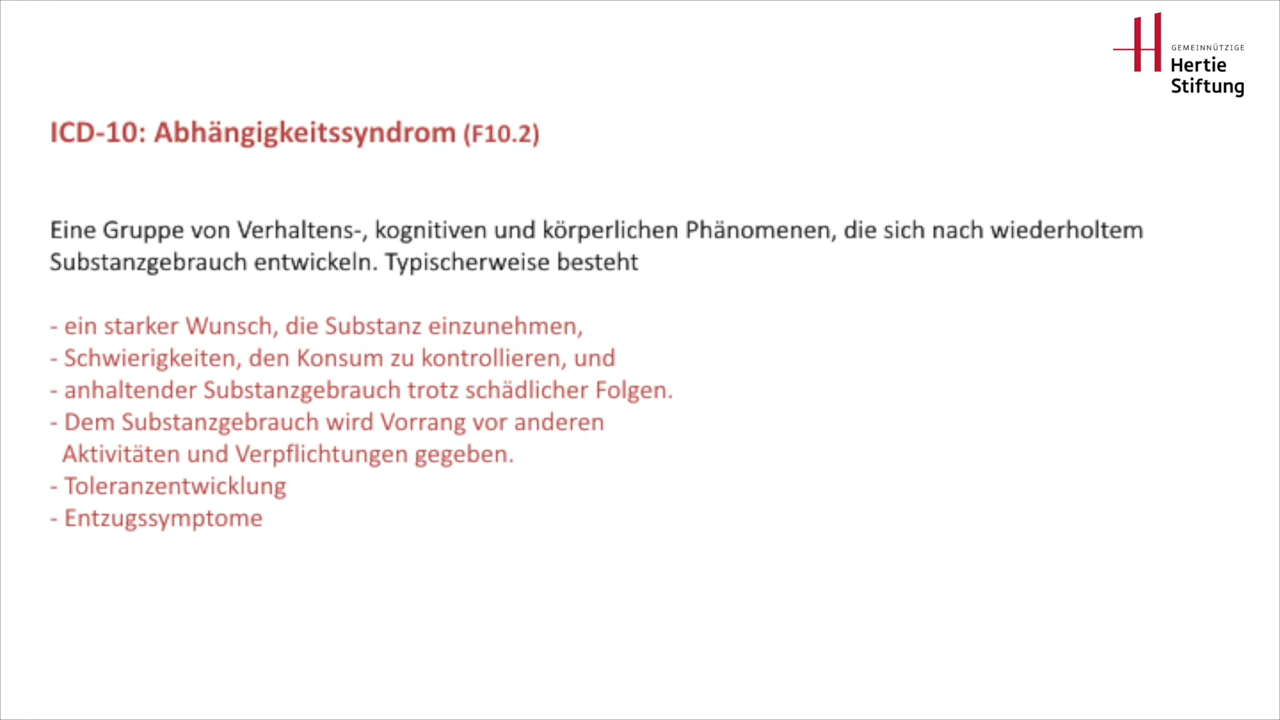 GEMEINNÜTZIGE
Hertie
Stiftung
ICD-10: Abhängigkeitssyndrom (F10.2)
Eine Gruppe von Verhaltens-, kognitiven und körperlichen Phänomenen, die sich nach wiederholtem
Substanzgebrauch entwickeln. Typischerweise besteht
- ein starker Wunsch, die Substanz einzunehmen,
- Schwierigkeiten, den Konsum zu kontrollieren, und
- anhaltender Substanzgebrauch trotz schädlicher Folgen.
- Dem Substanzgebrauch wird Vorrang vor anderen
Aktivitäten und Verpflichtungen gegeben.
- Toleranzentwicklung
- Entzugssymptome